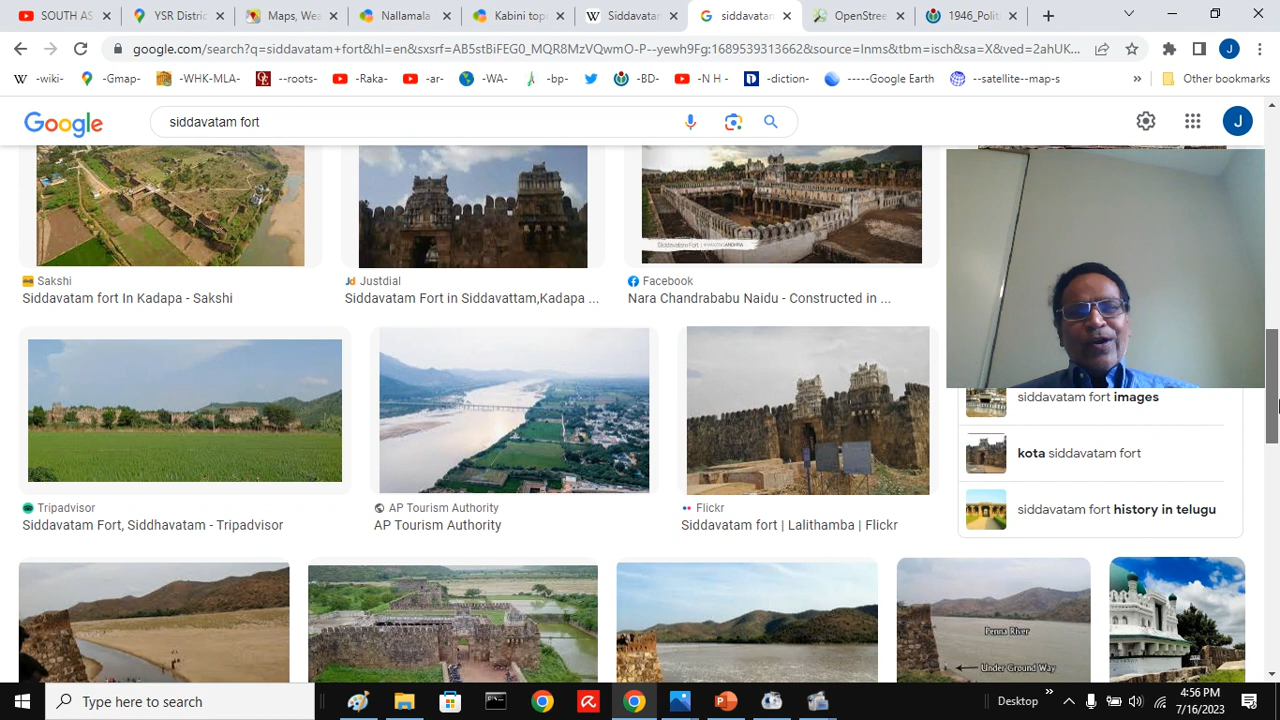 SOUTH AS
YSR District
Maps, Wea
Nallamala
Kabini top
Siddavatam
siddavatam
OpenStree
1946_Polit
google.com/search?q=siddavatam+fort&hl=en&sxsrf=AB5stBiFEG0_MQR8MzVQwmO-P--yewh9Fg:1689539313662&source=lnms&tbm=isch&sa=X&ved=2ahUK...
J
-wiki-
-Gmap-
-WHK-MLA-
--roots-
-Raka-
-ar-
-WA-
-bp-
-BD-
-N H -
-diction-
-----Google Earth
--satellite--maps
»
Other bookmarks
Google
siddavatam fort
J
Sakshi
Siddavatam fort In Kadapa - Sakshi
Justdial
Siddavatam Fort in Siddavattam,Kadapa ...
Siddavatam Fort
Facebook
Nara Chandrababu Naidu - Constructed in ...
siddavatam fort images
kota siddavatam fort
siddavatam fort history in telugu
Tripadvisor
Siddavatam Fort, Siddhavatam - Tripadvisor
AP Tourism Authority
AP Tourism Authority
Flickr
Siddavatam fort | Lalithamba | Flickr
Penna River
Under Ground Way
Type here to search
Desktop
»
4:56 PM
7/16/2023